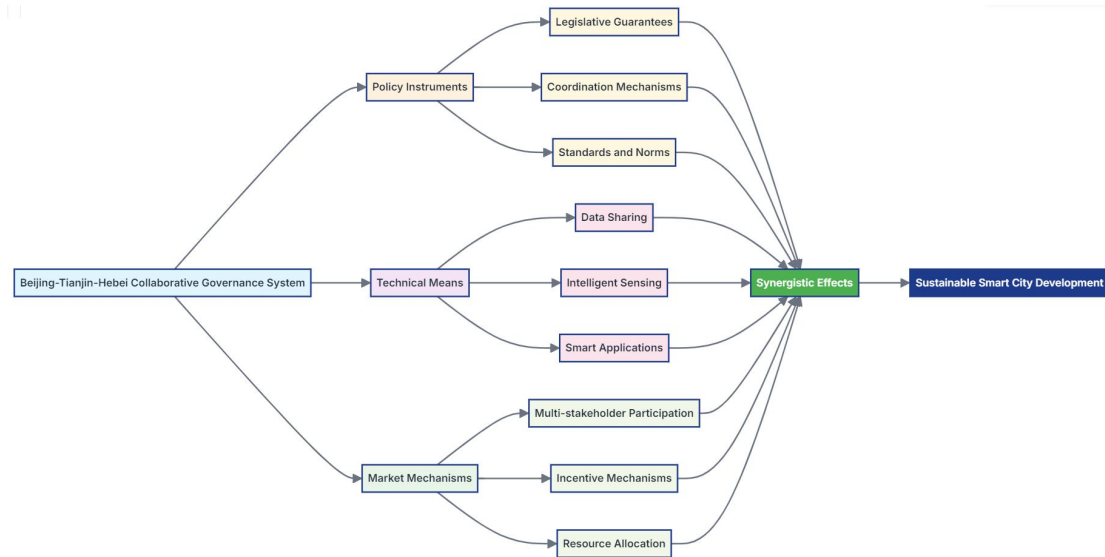 Legislative Guarantees
Policy Instruments
Coordination Mechanisms
Standards and Norms
Data Sharing
Beijing-Tianjin-Hebei Collaborative Governance System
Technical Means
Intelligent Sensing
Synergistic Effects
Sustainable Smart City Development
Smart Applications
Multi-stakeholder Participation
Market Mechanisms
Incentive Mechanisms
Resource Allocation